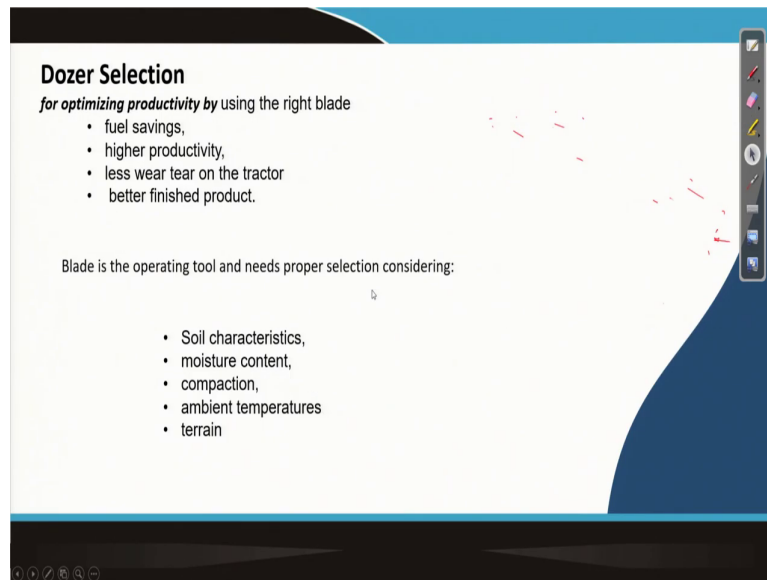 Dozer Selection
for optimizing productivity by using the right blade
• fuel savings,
• higher productivity,
• less wear tear on the tractor
• better finished product.
Blade is the operating tool and needs proper selection considering:
• Soil characteristics,
• moisture content,
• compaction,
• ambient temperatures
• terrain